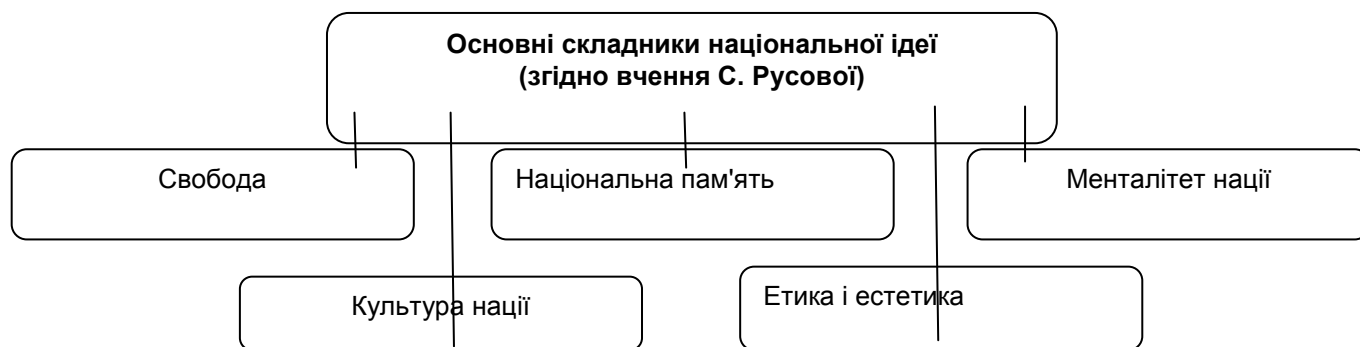 Основні складники національної ідеї
(згідно вчення С. Русової)
Свобода
Національна пам'ять
Менталітет нації
Культура нації
Етика і естетика